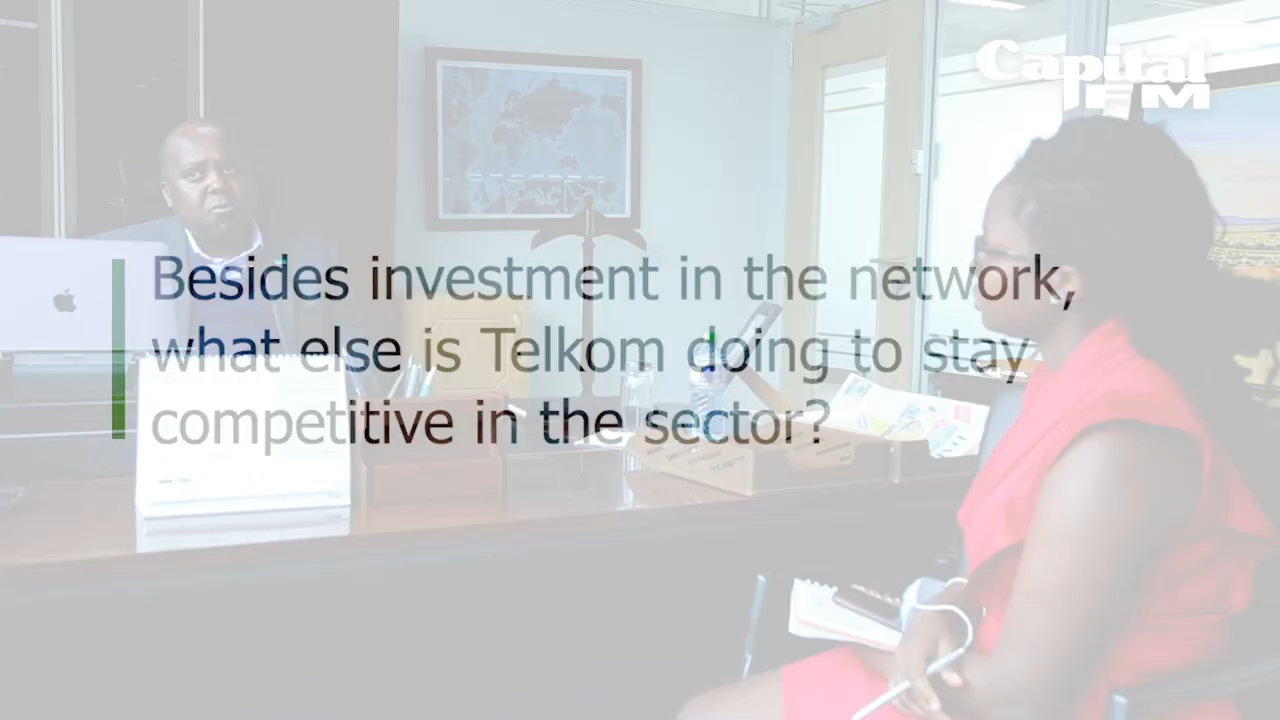 Capital
FM
Besides investment in the network,
what else is Telkom doing to stay
competitive in the sector?